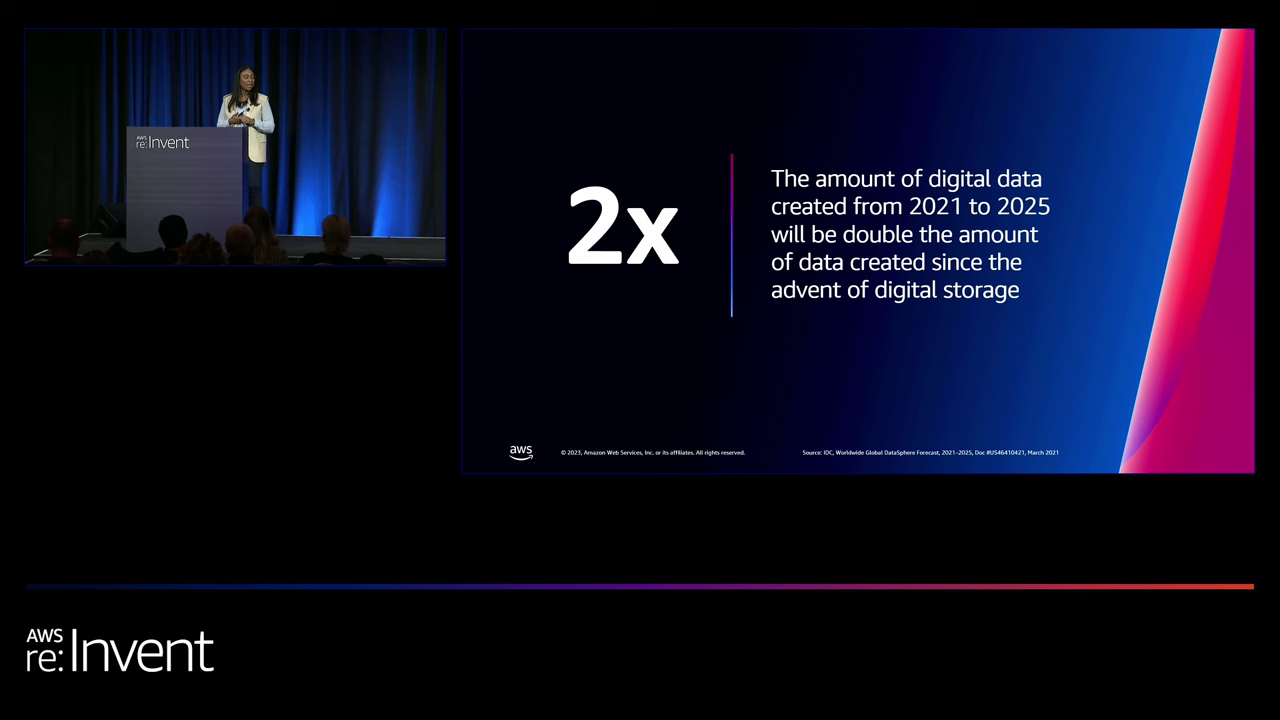 AWS
re:Invent
2x
The amount of digital data
created from 2021 to 2025
will be double the amount
of data created since the
advent of digital storage
aws
© 2023, Amazon Web Services, Inc. or its affiliates. All rights reserved.
Source: IDC, Worldwide Global DataSphere Forecast, 2021–2025, Doc #US46410421, March 2021
AWS
re:Invent